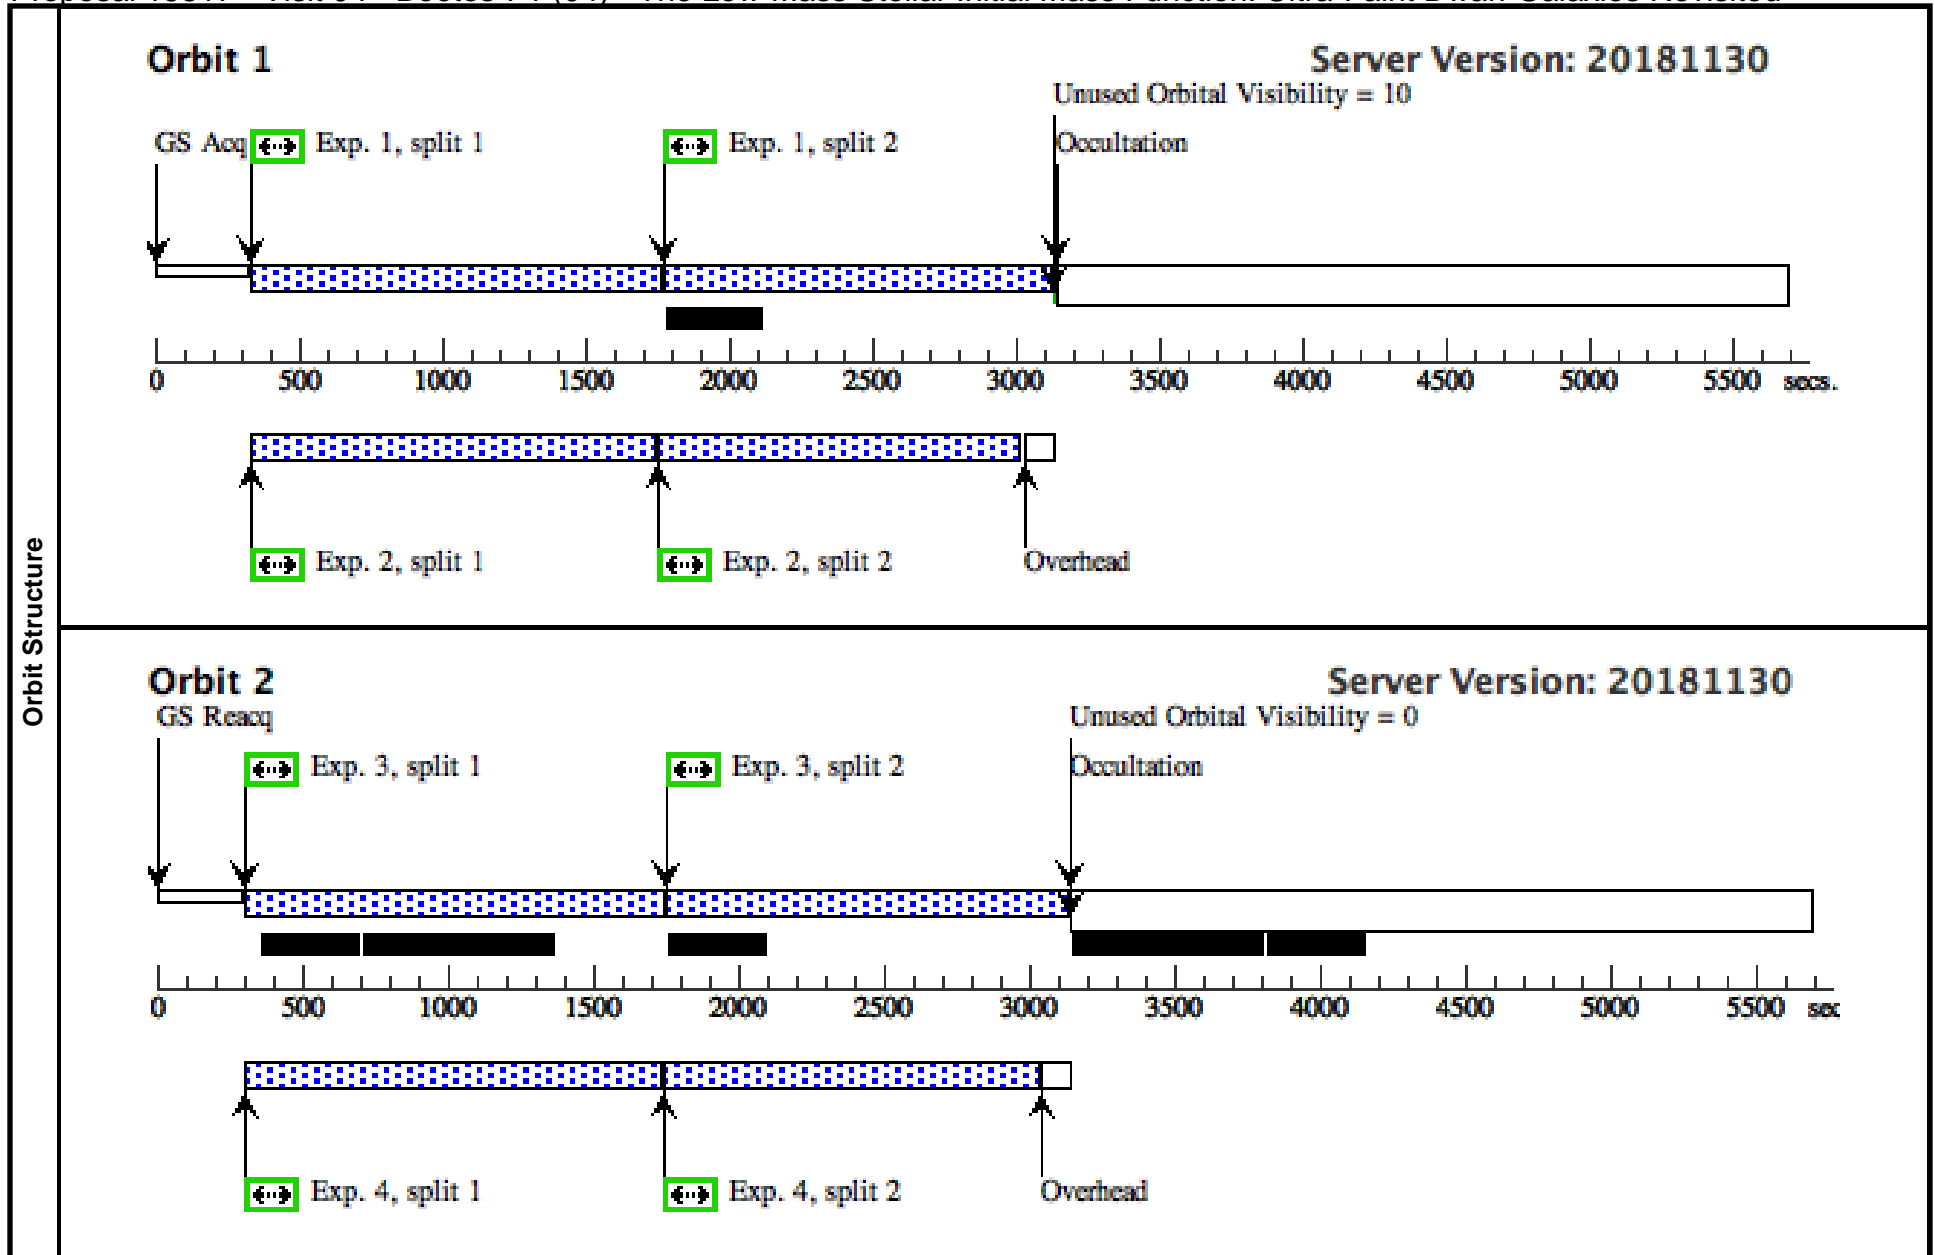 Orbit Structure
Orbit 1
Server Version: 20181130
Unused Orbital Visibility = 10
GS Acq
Exp. 1, split 1
Exp. 1, split 2
Occultation
0 500 1000 1500 2000 2500 3000 3500 4000 4500 5000 5500 secs.
Exp. 2, split 1
Exp. 2, split 2
Overhead
Orbit 2
Server Version: 20181130
GS Reacq
Unused Orbital Visibility = 0
Exp. 3, split 1
Exp. 3, split 2
Occultation
0 500 1000 1500 2000 2500 3000 3500 4000 4500 5000 5500 sec
Exp. 4, split 1
Exp. 4, split 2
Overhead